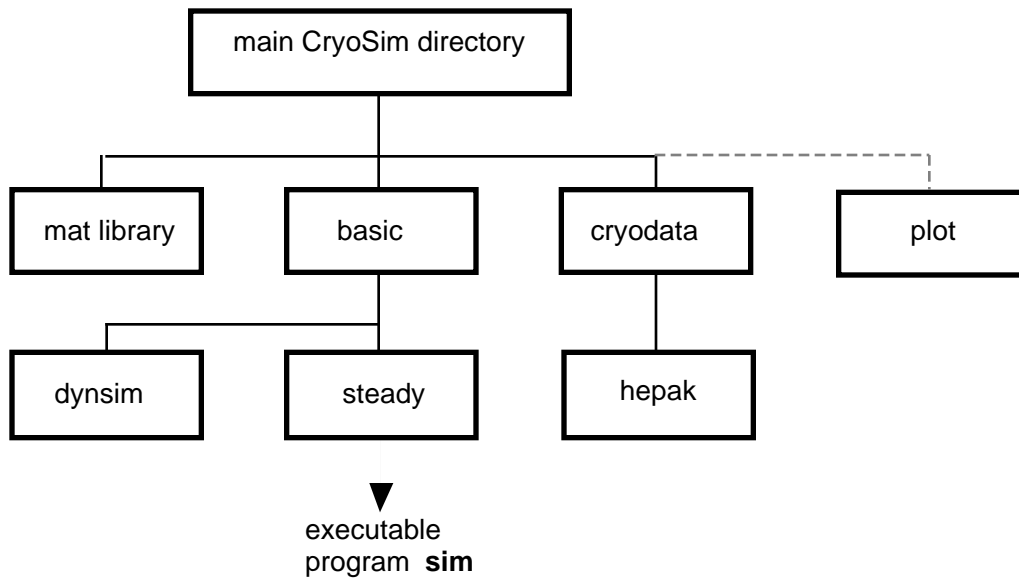 main CryoSim directory
mat library
basic
cryodata
plot
dynsim
steady
hepak
executable
program sim